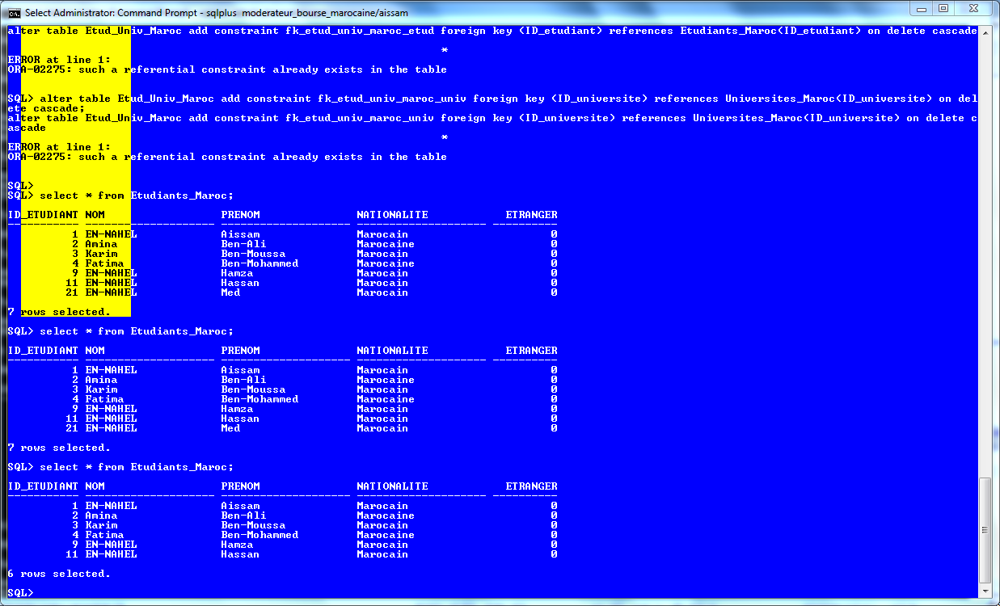 Select Administrator: Command Prompt - sqlplus  moderateur_bourse_marocaine/aissam
alter table Etud_Univ_Maroc add constraint fk_etud_univ_maroc_etud foreign key (ID_etudiant) references Etudiants_Maroc(ID_etudiant) on delete cascade
*
ERROR at line 1:
ORA-02275: such a referential constraint already exists in the table
SQL> alter table Etud_Univ_Maroc add constraint fk_etud_univ_maroc_univ foreign key (ID_universite) references Universites_Maroc(ID_universite) on del
ete cascade;
alter table Etud_Univ_Maroc add constraint fk_etud_univ_maroc_univ foreign key (ID_universite) references Universites_Maroc(ID_universite) on delete c
ascade
*
ERROR at line 1:
ORA-02275: such a referential constraint already exists in the table
SQL>
SQL> select * from Etudiants_Maroc;
ID_ETUDIANT NOM PRENOM NATIONALITE ETRANGER
----------- -------------------- -------------------- -------------------- ----------
1 EN-NAHEL Aissam Marocain 0
2 Amina Ben-Ali Marocaine 0
3 Karim Ben-Moussa Marocain 0
4 Fatima Ben-Mohammed Marocaine 0
9 EN-NAHEL Hamza Marocain 0
11 EN-NAHEL Hassan Marocain 0
21 EN-NAHEL Med Marocain 0
7 rows selected.
SQL> select * from Etudiants_Maroc;
ID_ETUDIANT NOM PRENOM NATIONALITE ETRANGER
----------- -------------------- -------------------- -------------------- ----------
1 EN-NAHEL Aissam Marocain 0
2 Amina Ben-Ali Marocaine 0
3 Karim Ben-Moussa Marocain 0
4 Fatima Ben-Mohammed Marocaine 0
9 EN-NAHEL Hamza Marocain 0
11 EN-NAHEL Hassan Marocain 0
21 EN-NAHEL Med Marocain 0
7 rows selected.
SQL> select * from Etudiants_Maroc;
ID_ETUDIANT NOM PRENOM NATIONALITE ETRANGER
----------- -------------------- -------------------- -------------------- ----------
1 EN-NAHEL Aissam Marocain 0
2 Amina Ben-Ali Marocaine 0
3 Karim Ben-Moussa Marocain 0
4 Fatima Ben-Mohammed Marocaine 0
9 EN-NAHEL Hamza Marocain 0
11 EN-NAHEL Hassan Marocain 0
6 rows selected.
SQL>